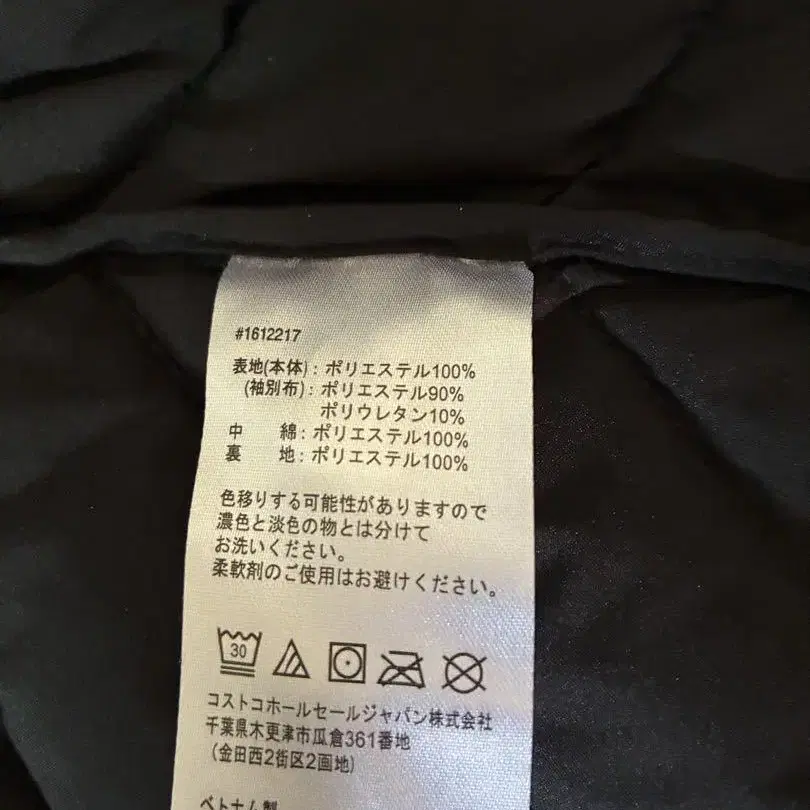 #1612217
表地(本体)：ポリエステル100%
(袖別布)：ポリエステル90%
ポリウレタン10%
中　綿：ポリエステル100%
裏　地：ポリエステル100%
色移りする可能性がありますので
濃色と淡色の物とは分けて
お洗いください。
柔軟剤のご使用はお避けください。
30
コストコホールセールジャパン株式会社
千葉県木更津市瓜倉361番地
（金田西2街区2画地）
ベトナム製